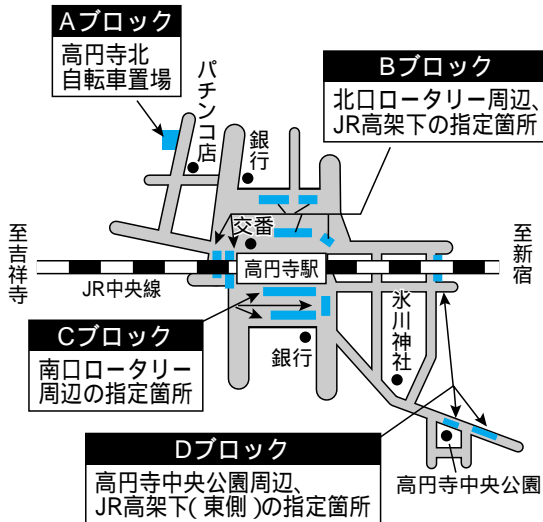 Aブロック
高円寺北
自転車置場
パチンコ店
銀行
Bブロック
北口ロータリー周辺、
JR高架下の指定箇所
交番
至吉祥寺
至新宿
高円寺駅
JR中央線
氷川神社
Cブロック
南口ロータリー
周辺の指定箇所
銀行
Dブロック
高円寺中央公園周辺、
JR高架下(東側)の指定箇所
高円寺中央公園